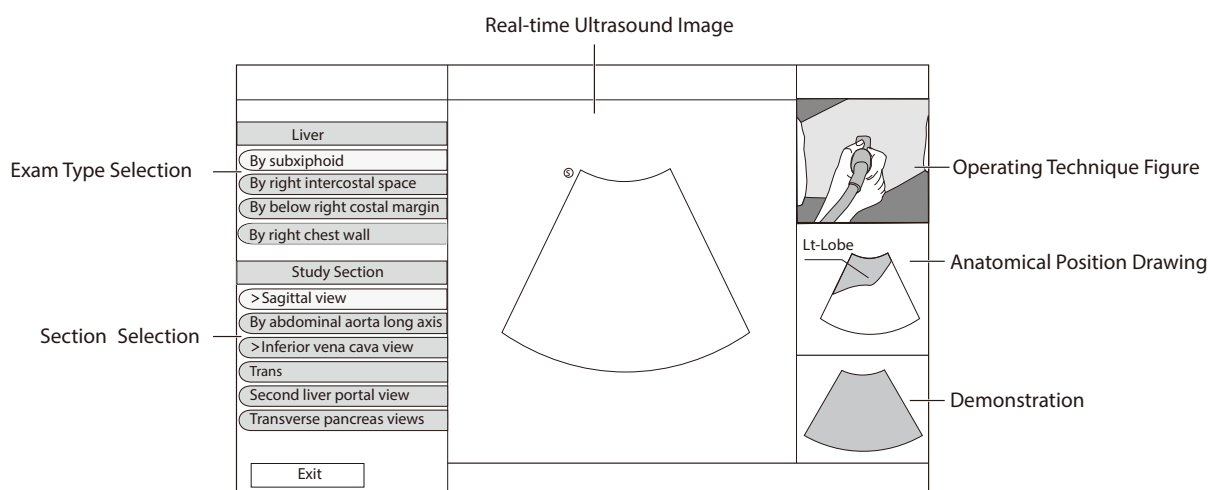 Real-time Ultrasound Image
Liver
By subxiphoid
Exam Type Selection
By right intercostal space
By below right costal margin
By right chest wall
Study Section
>Sagittal view
By abdominal aorta long axis
Section Selection
>Inferior vena cava view
Trans
Second liver portal view
Transverse pancreas views
Exit
S
Operating Technique Figure
Lt-Lobe
Anatomical Position Drawing
Demonstration